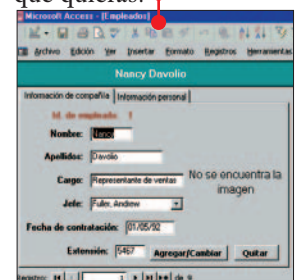 que quieras.
Microsoft Access - [Empleados]
Archivo Edición Ver Insertar Formato Registros Herramientas
Nancy Davolio
Información de compañía Información personal
Id. de empleado: 1
Nombre: Nancy
Apellidos: Davolio
Cargo: Representante de ventas
No se encuentra la imagen
Jefe: Fuller, Andrew
Fecha de contratación: 01/05/92
Extensión: 5467 Agregar/Cambiar Quitar
Registro: 1 de 9